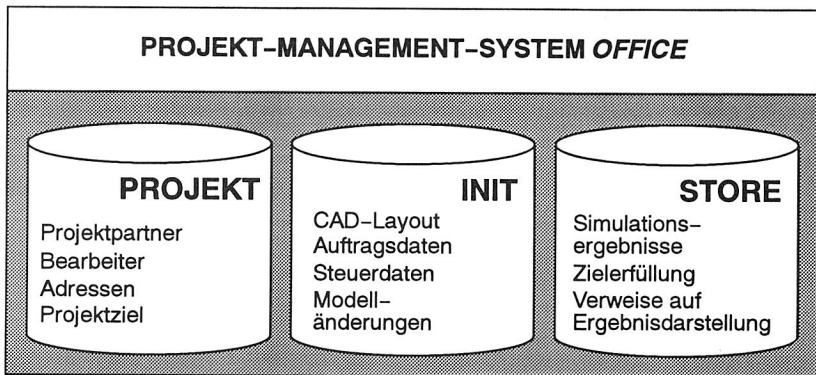 PROJEKT–MANAGEMENT–SYSTEM OFFICE
PROJEKT
Projektpartner
Bearbeiter
Adressen
Projektziel
INIT
CAD–Layout
Auftragsdaten
Steuerdaten
Modell–
änderungen
STORE
Simulations–
ergebnisse
Zielerfüllung
Verweise auf
Ergebnisdarstellung